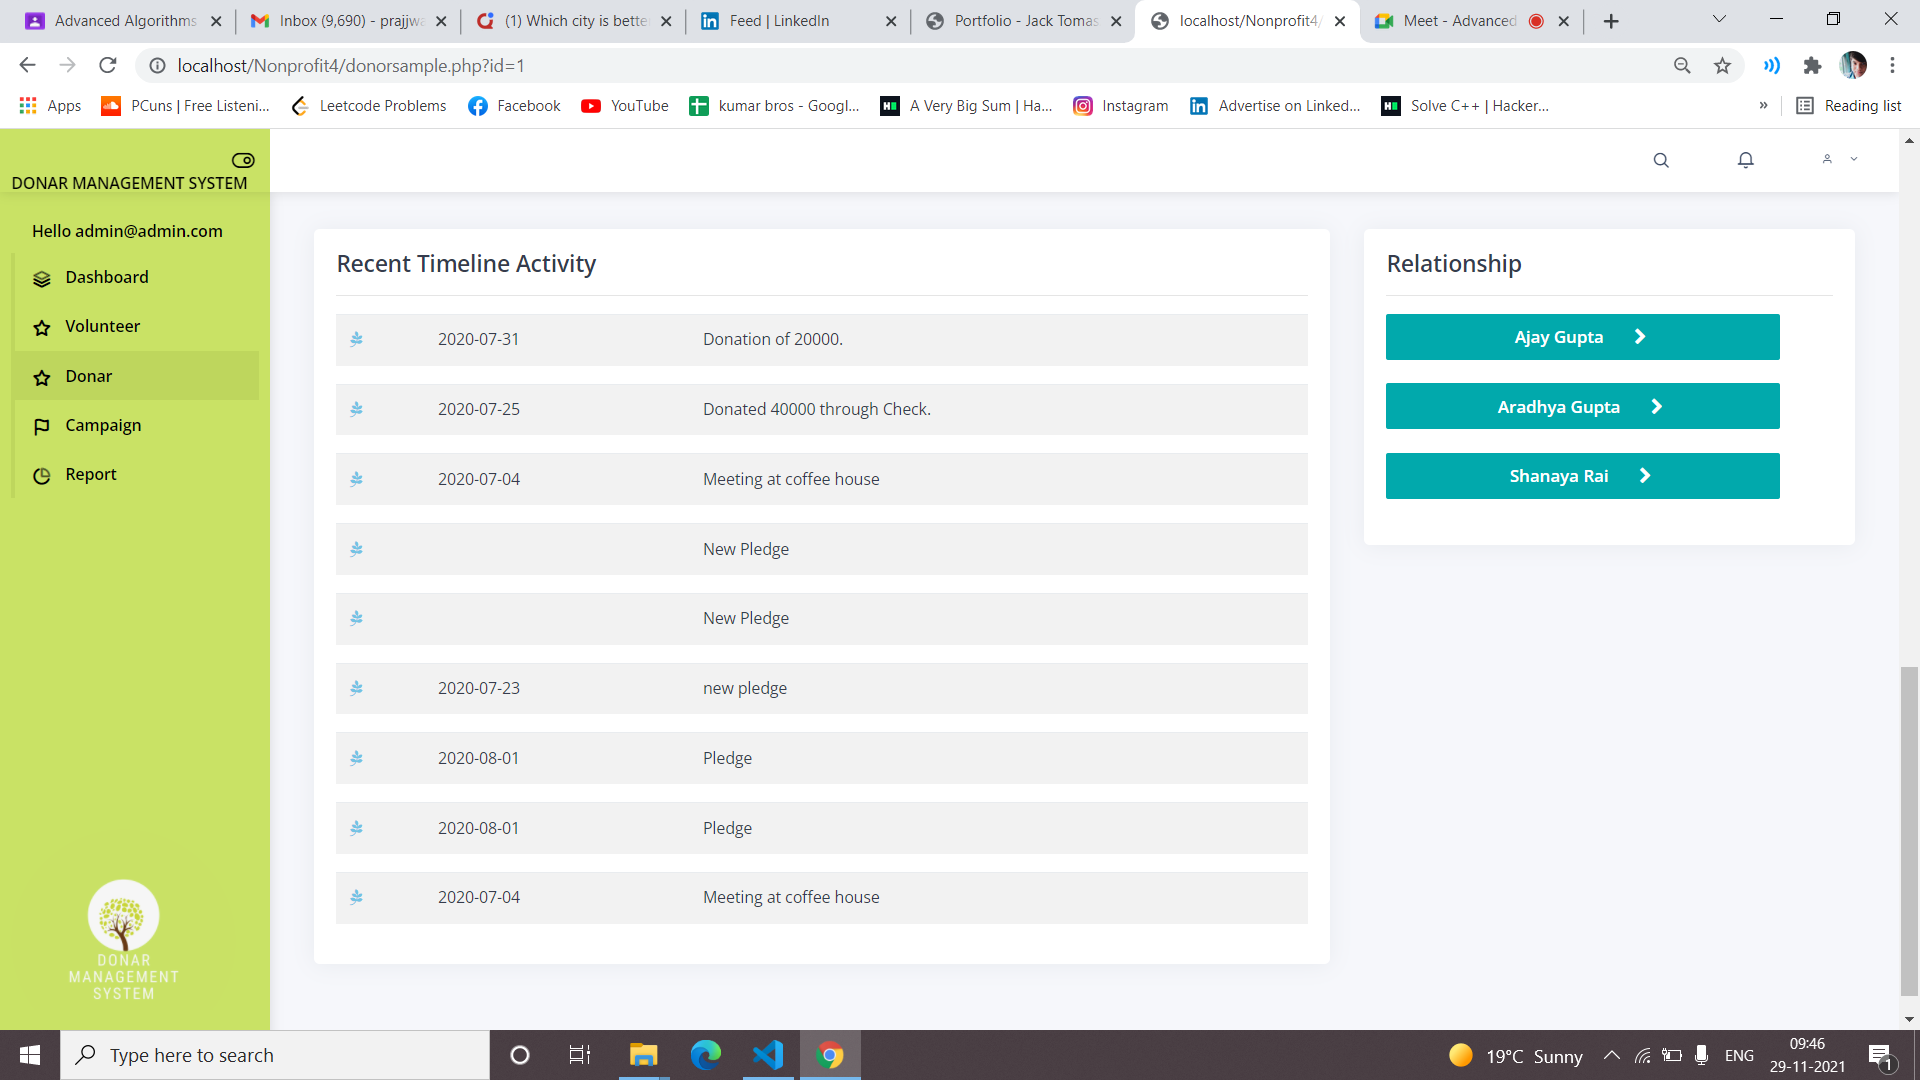 Advanced Algorithms
Inbox (9,690) - prajjwa
(1) Which city is bette
Feed | LinkedIn
Portfolio - Jack Tomas
localhost/Nonprofit4/
Meet - Advanced
localhost/Nonprofit4/donorsample.php?id=1
Apps
PCuns | Free Listeni...
Leetcode Problems
Facebook
YouTube
kumar bros - Googl...
A Very Big Sum | Ha...
Instagram
Advertise on Linked...
Solve C++ | Hacker...
»
Reading list
DONAR MANAGEMENT SYSTEM
Hello admin@admin.com
Dashboard
Volunteer
Donar
Campaign
Report
DONAR
MANAGEMENT
SYSTEM
Recent Timeline Activity
2020-07-31 Donation of 20000.
2020-07-25 Donated 40000 through Check.
2020-07-04 Meeting at coffee house
New Pledge
New Pledge
2020-07-23 new pledge
2020-08-01 Pledge
2020-08-01 Pledge
2020-07-04 Meeting at coffee house
Relationship
Ajay Gupta
Aradhya Gupta
Shanaya Rai
Type here to search
19°C Sunny
ENG
09:46
29-11-2021
1